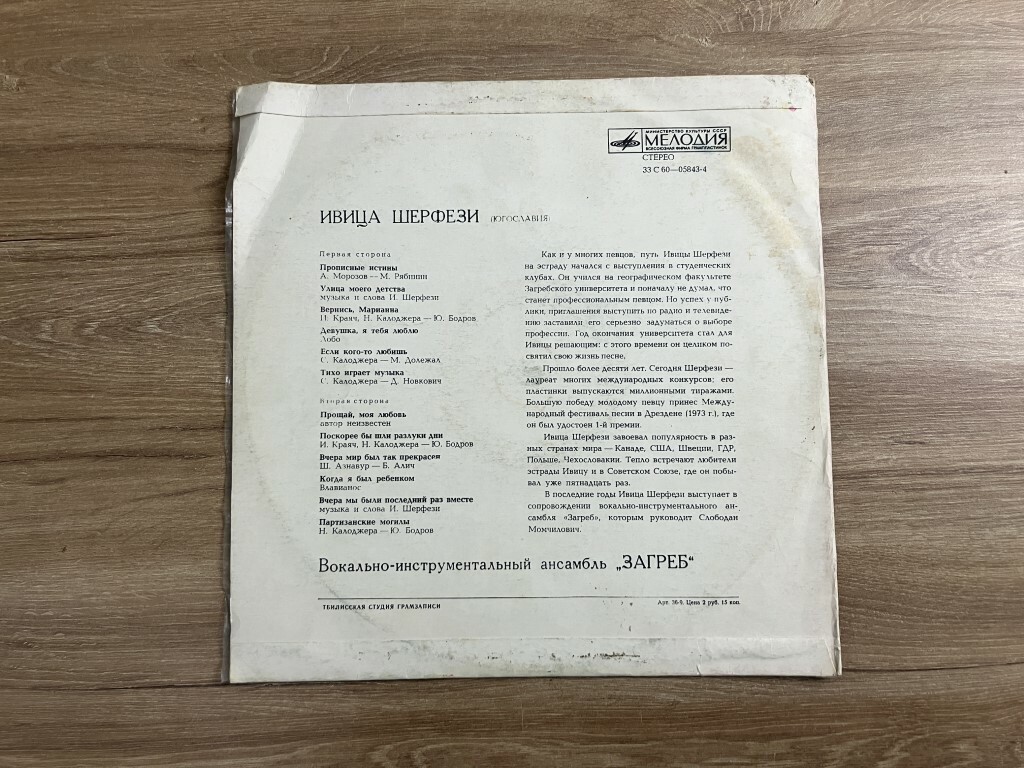 МИНИСТЕРСТВО КУЛЬТУРЫ СССР
МЕЛОДИЯ
ВСЕСОЮЗНАЯ ФИРМА ГРАМПЛАСТИНОК
СТЕРЕО
33 С 60—05843-4
ИВИЦА ШЕРФЕЗИ (ЮГОСЛАВИЯ)
Первая сторона
Прописные истины
А. Морозов — М. Рябинин
Улица моего детства
музыка и слова И. Шерфези
Вернись, Марианна
И. Краяч, Н. Калоджера — Ю. Бодров
Девушка, я тебя люблю
Лобо
Если кого-то любишь
С. Калоджера — М. Долежал
Тихо играет музыка
С. Калоджера — Д. Новкович
Вторая сторона
Прощай, моя любовь
автор неизвестен
Поскорее бы шли разлуки дни
И. Краяч, Н. Калоджера — Ю. Бодров
Вчера мир был так прекрасен
Ш. Азнавур — Б. Алич
Когда я был ребенком
Влавианос
Вчера мы были последний раз вместе
музыка и слова И. Шерфези
Партизанские могилы
Н. Калоджера — Ю. Бодров
Как и у многих певцов, путь Ивицы Шерфези
на эстраду начался с выступления в студенческих
клубах. Он учился на географическом факультете
Загребского университета и поначалу не думал, что
станет профессиональным певцом. Но успех у пуб-
лики, приглашения выступить по радио и телевиде-
нию заставили его серьезно задуматься о выборе
профессии. Год окончания университета стал для
Ивицы решающим: с этого времени он целиком по-
святил свою жизнь песне.
Прошло более десяти лет. Сегодня Шерфези —
лауреат многих международных конкурсов; его
пластинки выпускаются миллионными тиражами.
Большую победу молодому певцу принес Между-
народный фестиваль песни в Дрездене (1973 г.), где
он был удостоен 1-й премии.
Ивица Шерфези завоевал популярность в раз-
ных странах мира — Канаде, США, Швеции, ГДР,
Польше, Чехословакии. Тепло встречают любители
эстрады Ивицу и в Советском Союзе, где он побы-
вал уже пятнадцать раз.
В последние годы Ивица Шерфези выступает в
сопровождении вокально-инструментального ан-
самбля «Загреб», которым руководит Слободан
Момчилович.
Вокально-инструментальный ансамбль „ЗАГРЕБ“
ТБИЛИССКАЯ СТУДИЯ ГРАМЗАПИСИ
Арт. 36-9. Цена 2 руб. 15 коп.